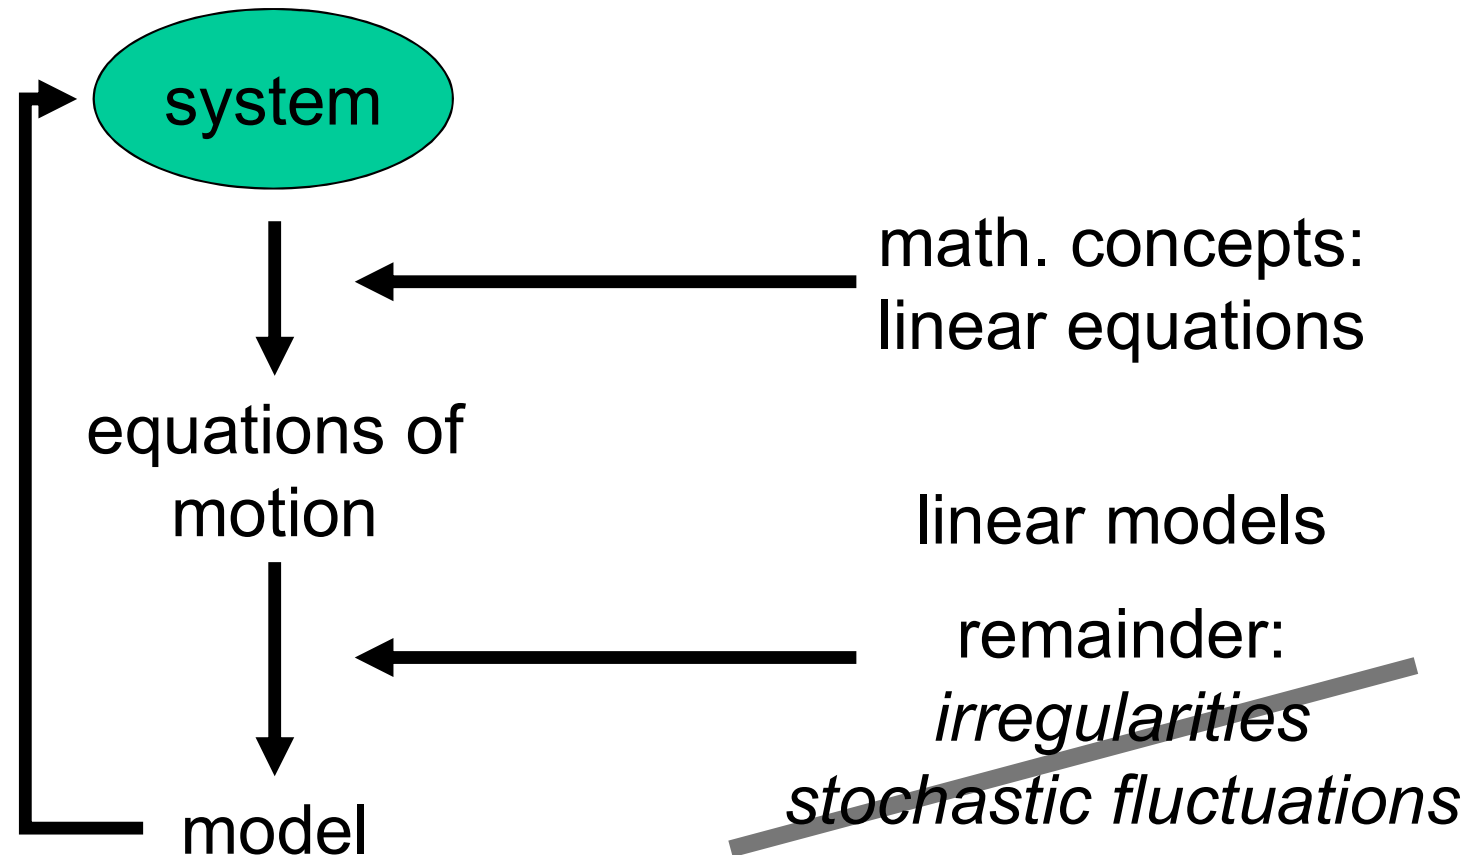 system
math. concepts:
linear equations
equations of
motion
linear models
remainder:
irregularities
stochastic fluctuations
model